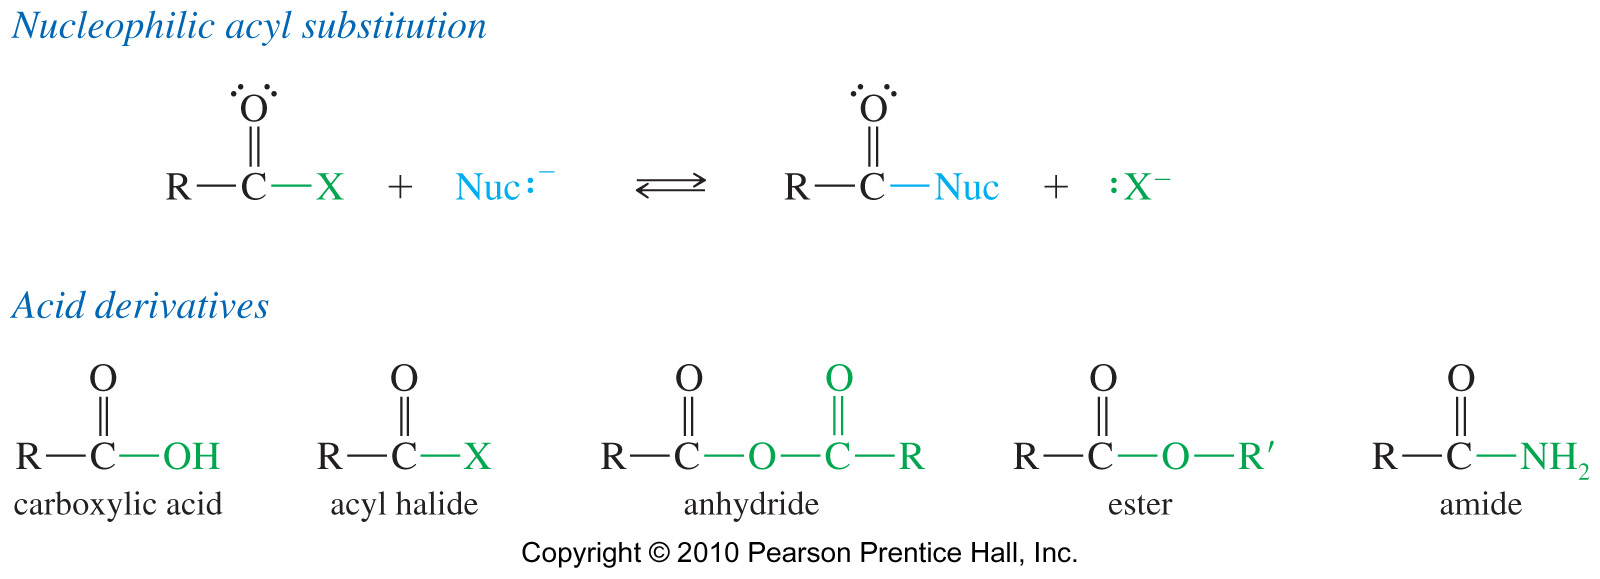 Nucleophilic acyl substitution
O O
R—C—X + Nuc:⁻ ⇌ R—C—Nuc + :X⁻
Acid derivatives
O O O O O O
R—C—OH R—C—X R—C—O—C—R R—C—O—R′ R—C—NH₂
carboxylic acid acyl halide anhydride ester amide
Copyright © 2010 Pearson Prentice Hall, Inc.